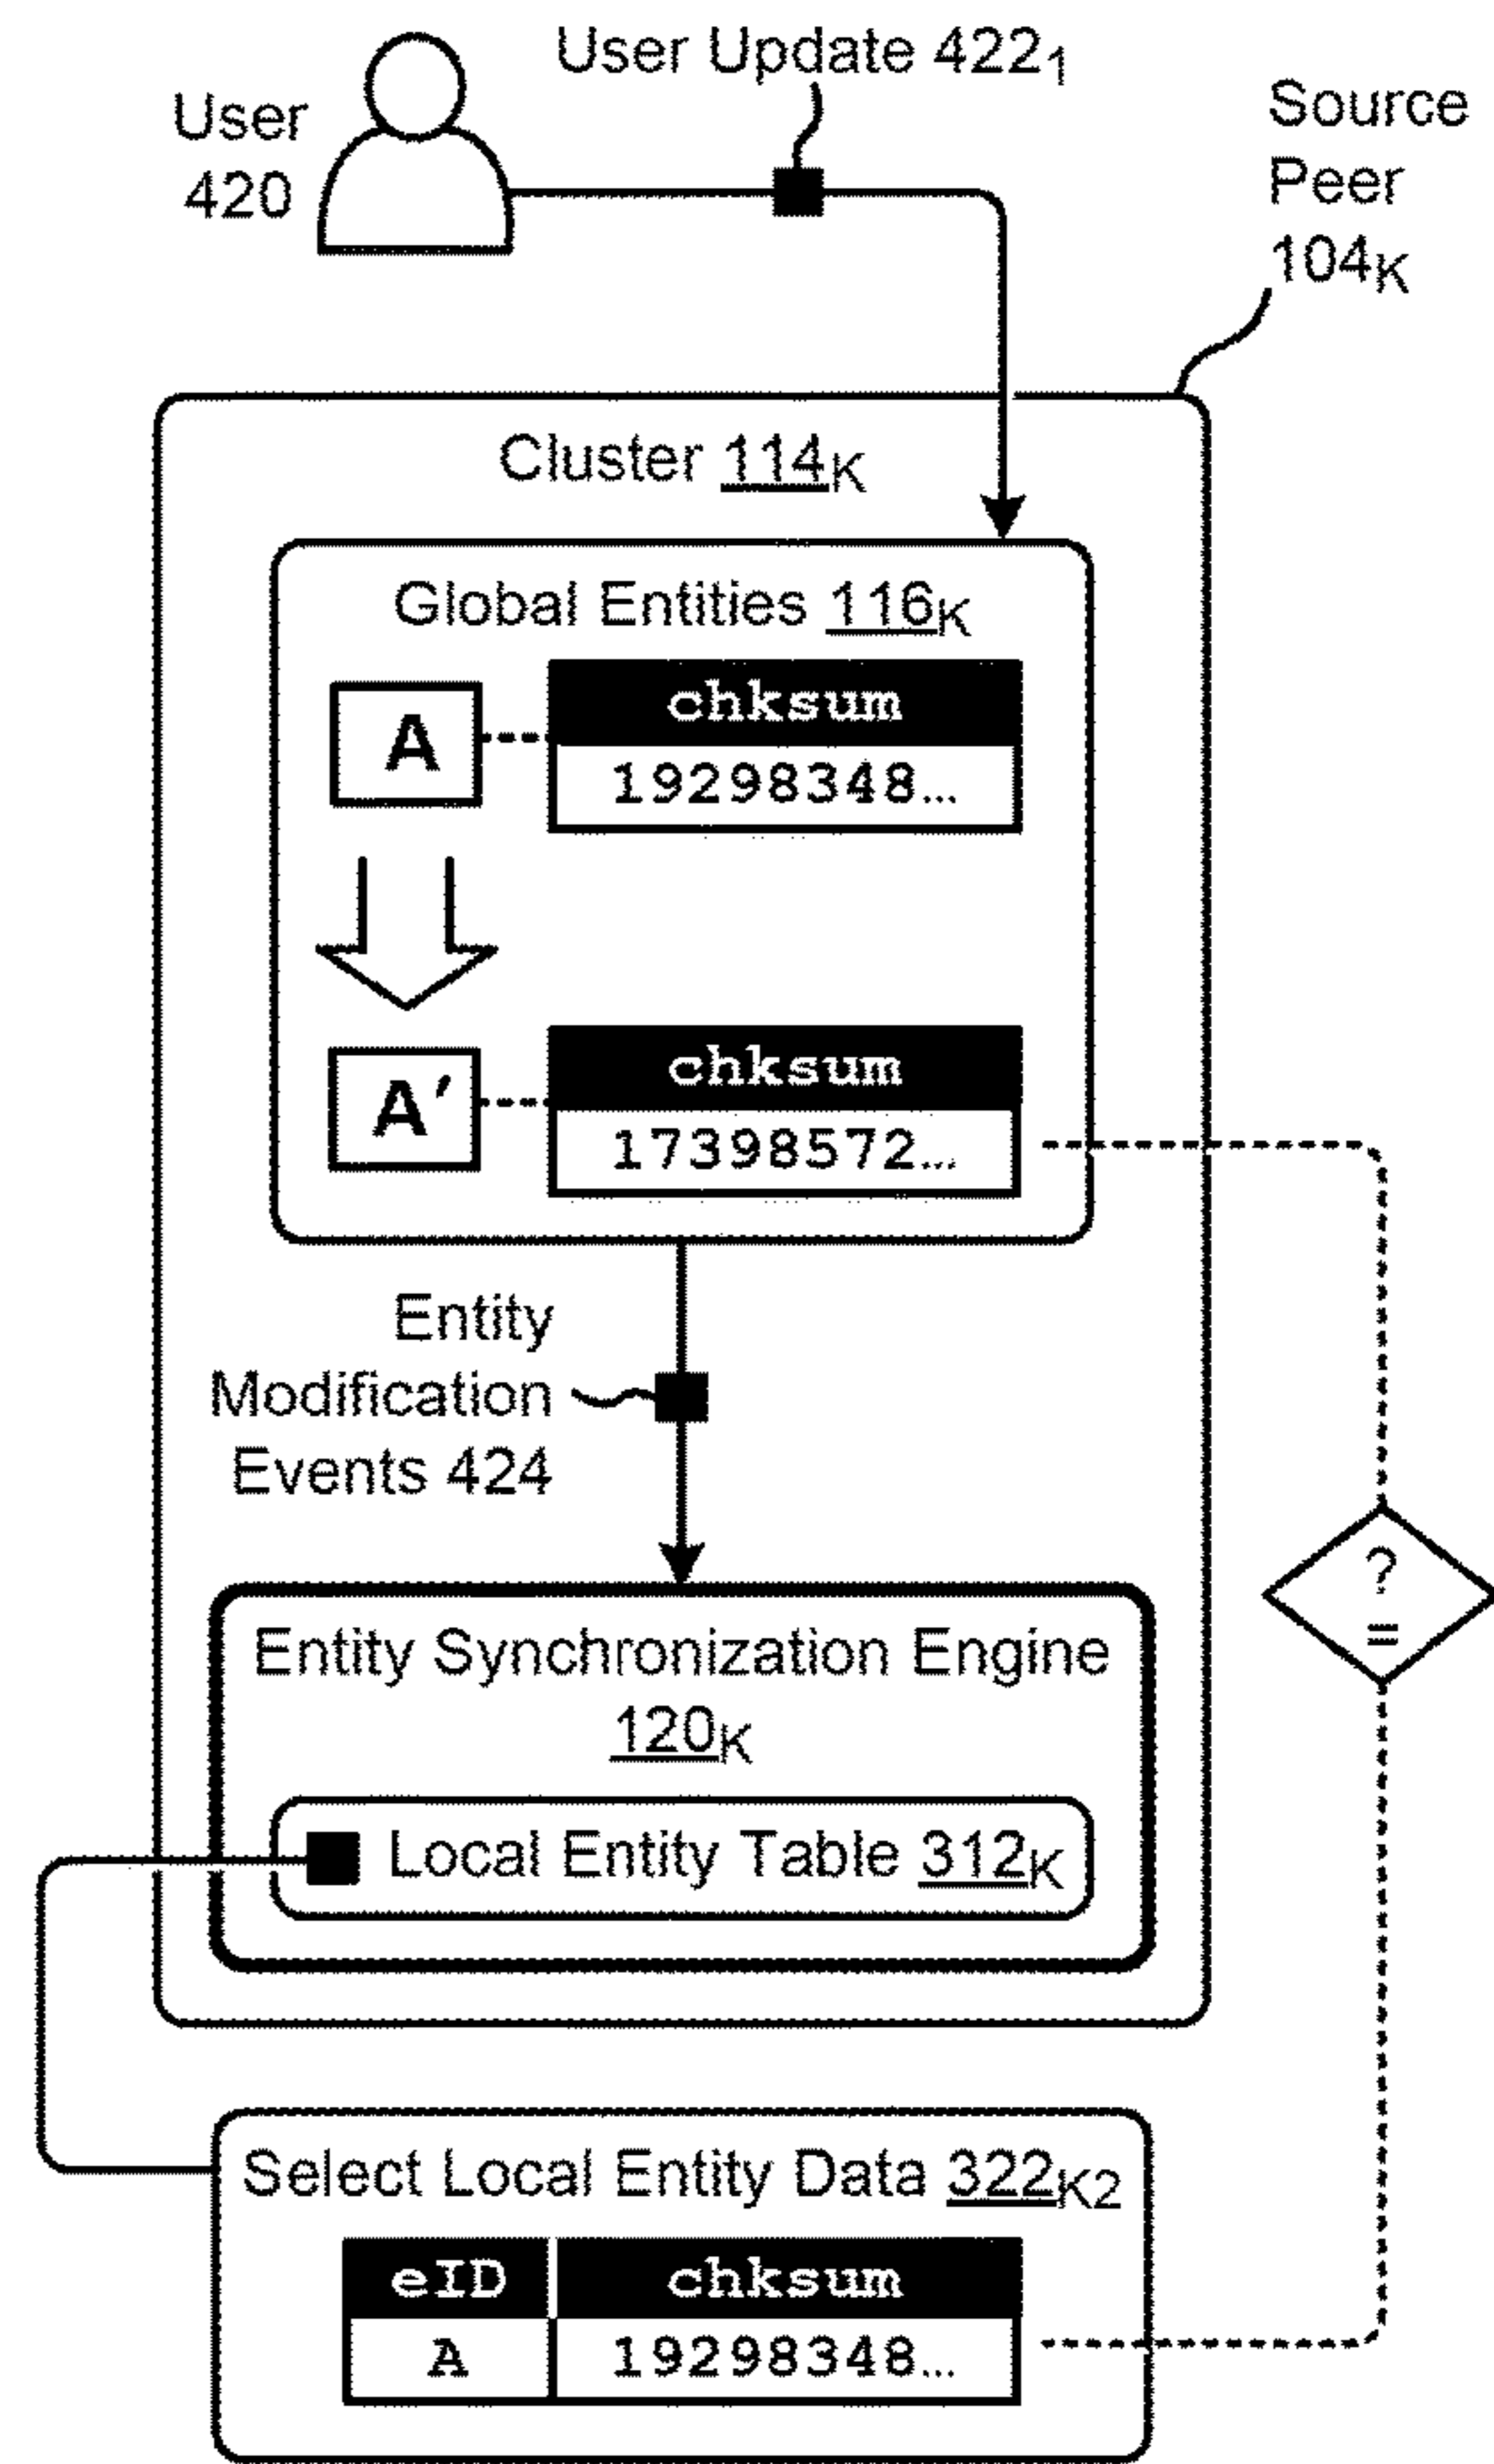 User Update 422₁
User
420
Source
Peer
104K
Cluster 114K
Global Entities 116K
A
chksum
19298348...
A'
chksum
17398572...
Entity
Modification
Events 424
?
=
Entity Synchronization Engine
120K
Local Entity Table 312K
Select Local Entity Data 322K2
eID chksum
A 19298348...